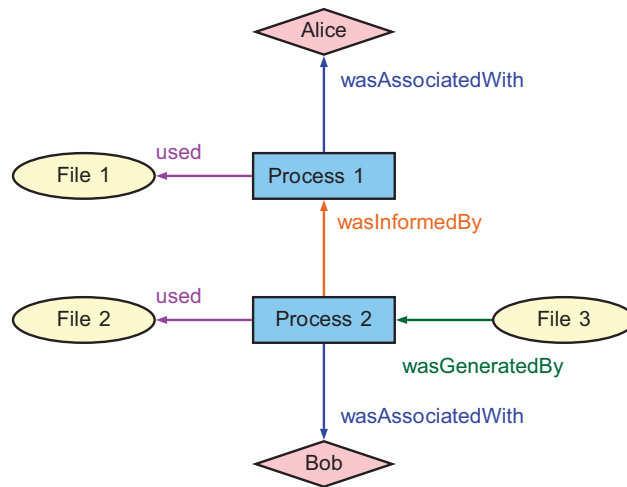 Alice
wasAssociatedWith
used
File 1
Process 1
wasInformedBy
used
File 2
Process 2
File 3
wasGeneratedBy
wasAssociatedWith
Bob